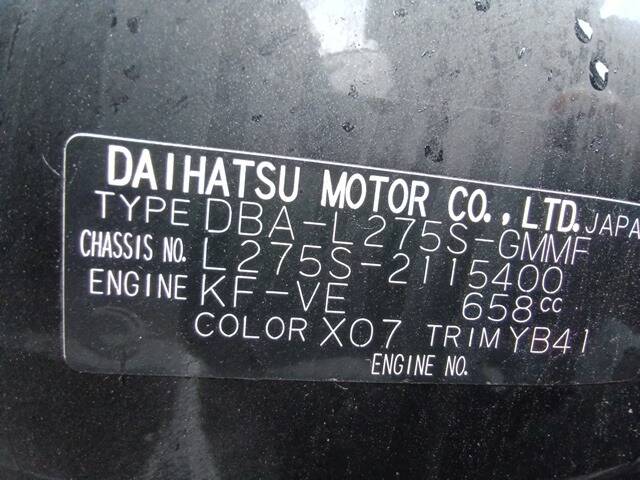 DAIHATSU MOTOR CO.,LTD. JAPA
TYPE DBA-L275S-GMMF
CHASSIS NO. L275S-2115400
ENGINE KF-VE 658cc
COLOR X07 TRIM YB41
ENGINE NO.